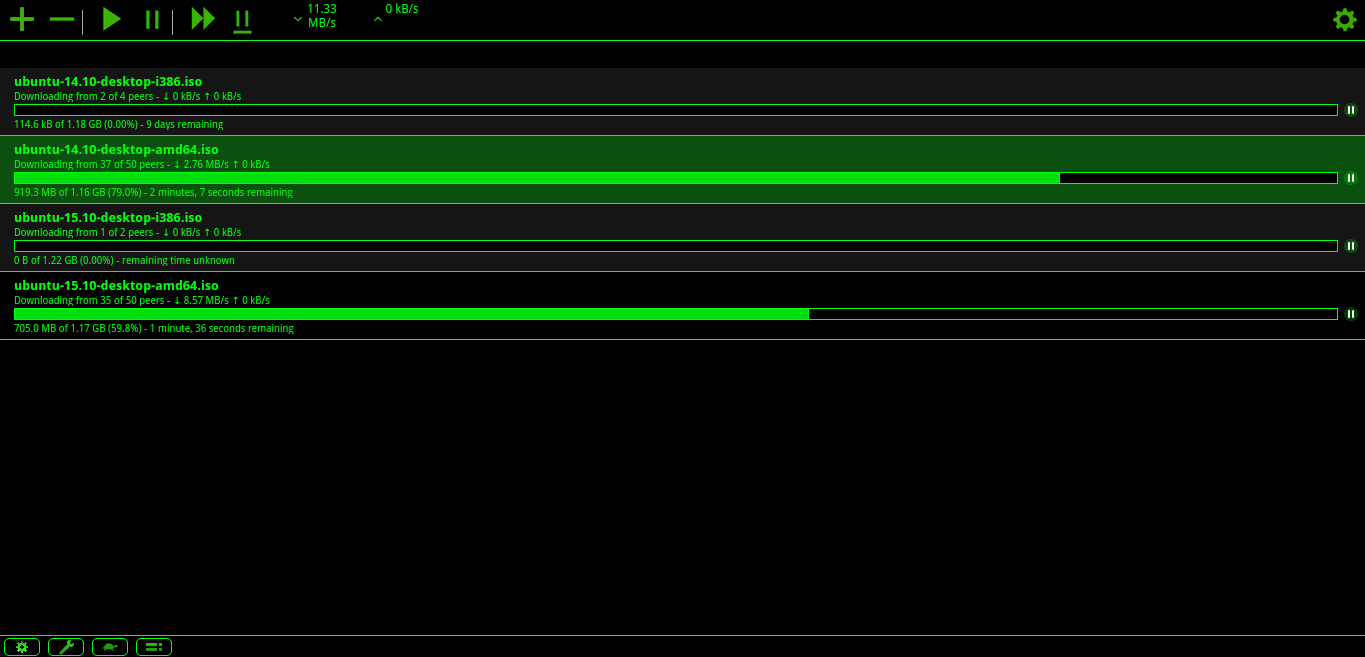 11.33
MB/s
0 kB/s
ubuntu-14.10-desktop-i386.iso
Downloading from 2 of 4 peers - ↓ 0 kB/s ↑ 0 kB/s
114.6 kB of 1.18 GB (0.00%) - 9 days remaining
ubuntu-14.10-desktop-amd64.iso
Downloading from 37 of 50 peers - ↓ 2.76 MB/s ↑ 0 kB/s
919.3 MB of 1.16 GB (79.0%) - 2 minutes, 7 seconds remaining
ubuntu-15.10-desktop-i386.iso
Downloading from 1 of 2 peers - ↓ 0 kB/s ↑ 0 kB/s
0 B of 1.22 GB (0.00%) - remaining time unknown
ubuntu-15.10-desktop-amd64.iso
Downloading from 35 of 50 peers - ↓ 8.57 MB/s ↑ 0 kB/s
705.0 MB of 1.17 GB (59.8%) - 1 minute, 36 seconds remaining